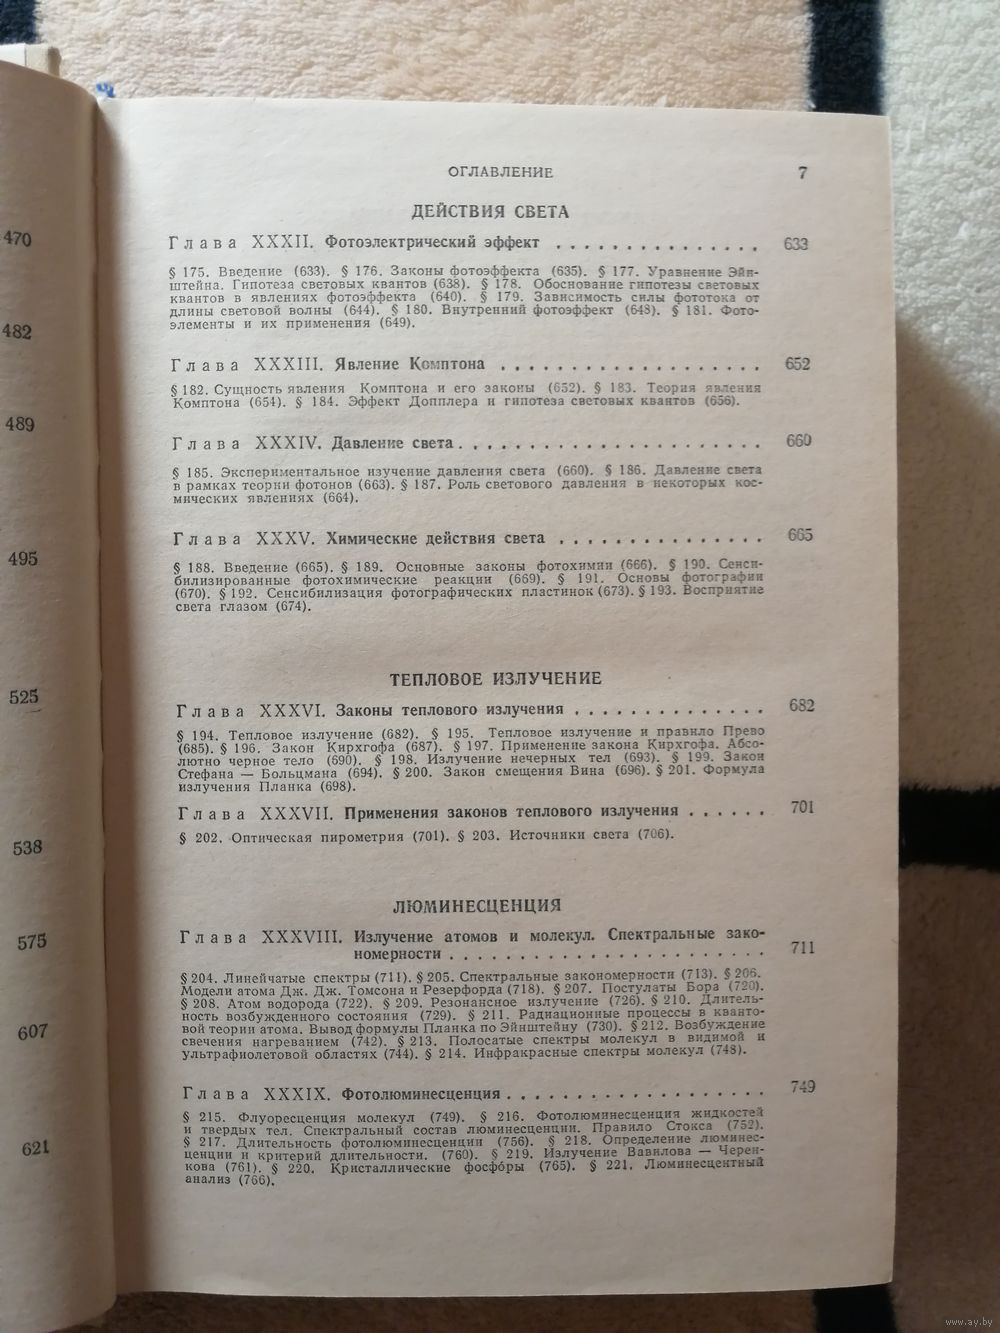 470
482
489
495
525
538
575
607
621
ОГЛАВЛЕНИЕ 7
ДЕЙСТВИЯ СВЕТА
Глава XXXII. Фотоэлектрический эффект . . . . . . . . . . . . . . . 633
§ 175. Введение (633). § 176. Законы фотоэффекта (635). § 177. Уравнение Эйн-
штейна. Гипотеза световых квантов (638). § 178. Обоснование гипотезы световых
квантов в явлениях фотоэффекта (640). § 179. Зависимость силы фототока от
длины световой волны (644). § 180. Внутренний фотоэффект (648). § 181. Фото-
элементы и их применения (649).
Глава XXXIII. Явление Комптона . . . . . . . . . . . . . . . . . . . 652
§ 182. Сущность явления Комптона и его законы (652). § 183. Теория явления
Комптона (654). § 184. Эффект Допплера и гипотеза световых квантов (656).
Глава XXXIV. Давление света . . . . . . . . . . . . . . . . . . . . . 660
§ 185. Экспериментальное изучение давления света (660). § 186. Давление света
в рамках теории фотонов (663). § 187. Роль светового давления в некоторых кос-
мических явлениях (664).
Глава XXXV. Химические действия света . . . . . . . . . . . . . . . 665
§ 188. Введение (665). § 189. Основные законы фотохимии (666). § 190. Сенси-
билизированные фотохимические реакции (669). § 191. Основы фотографии
(670). § 192. Сенсибилизация фотографических пластинок (673). § 193. Восприятие
света глазом (674).
ТЕПЛОВОЕ ИЗЛУЧЕНИЕ
Глава XXXVI. Законы теплового излучения . . . . . . . . . . . . . . 682
§ 194. Тепловое излучение (682). § 195. Тепловое излучение и правило Прево
(685). § 196. Закон Кирхгофа (687). § 197. Применение закона Кирхгофа. Абсо-
лютно черное тело (690). § 198. Излучение нечерных тел (693). § 199. Закон
Стефана — Больцмана (694). § 200. Закон смещения Вина (696). § 201. Формула
излучения Планка (698).
Глава XXXVII. Применения законов теплового излучения . . . . . . 701
§ 202. Оптическая пирометрия (701). § 203. Источники света (706).
ЛЮМИНЕСЦЕНЦИЯ
Глава XXXVIII. Излучение атомов и молекул. Спектральные зако-
номерности . . . . . . . . . . . . . . . . . . . . . . . 711
§ 204. Линейчатые спектры (711). § 205. Спектральные закономерности (713). § 206.
Модели атома Дж. Дж. Томсона и Резерфорда (718). § 207. Постулаты Бора (720).
§ 208. Атом водорода (722). § 209. Резонансное излучение (726). § 210. Длитель-
ность возбужденного состояния (729). § 211. Радиационные процессы в кванто-
вой теории атома. Вывод формулы Планка по Эйнштейну (730). § 212. Возбуждение
свечения нагреванием (742). § 213. Полосатые спектры молекул в видимой и
ультрафиолетовой областях (744). § 214. Инфракрасные спектры молекул (748).
Глава XXXIX. Фотолюминесценция . . . . . . . . . . . . . . . . . . . 749
§ 215. Флуоресценция молекул (749). § 216. Фотолюминесценция жидкостей
и твердых тел. Спектральный состав люминесценции. Правило Стокса (752).
§ 217. Длительность фотолюминесценции (756). § 218. Определение люминес-
ценции и критерий длительности. (760). § 219. Излучение Вавилова — Черен-
кова (761). § 220. Кристаллические фосфо́ры (765). § 221. Люминесцентный
анализ (766).
www.ay.by